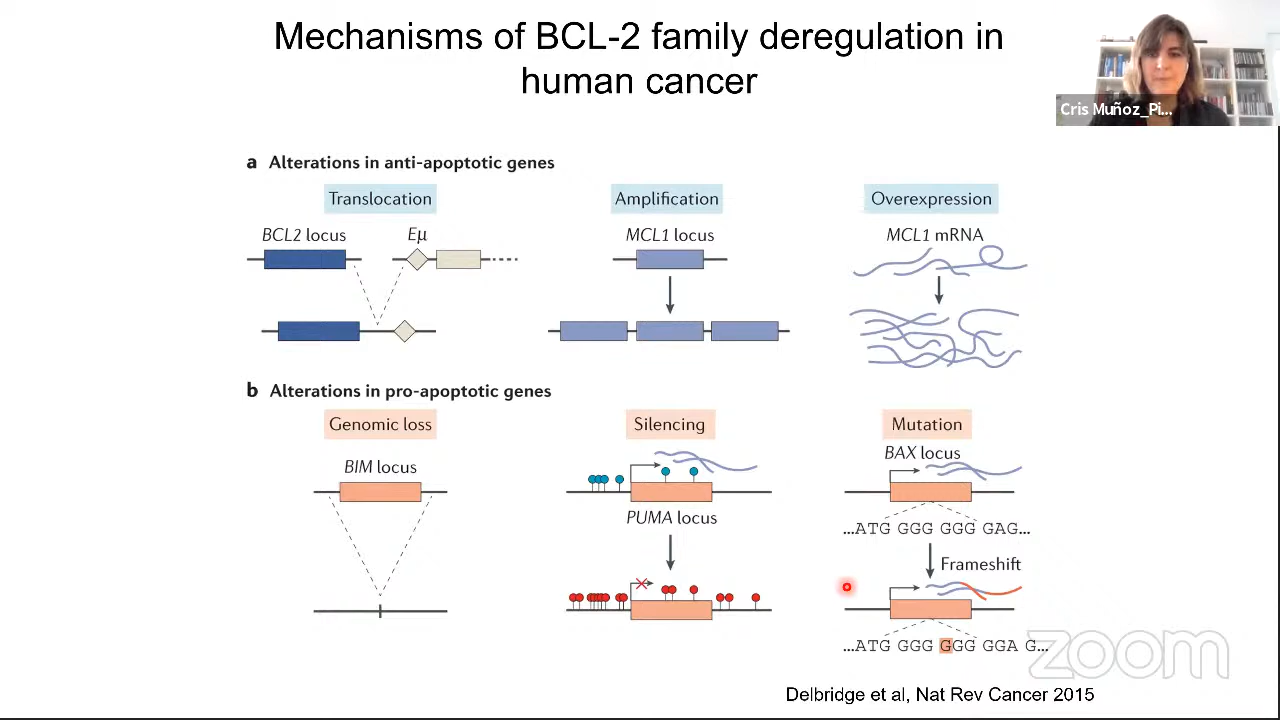 Mechanisms of BCL-2 family deregulation in
human cancer
Cris Muñoz_Pi...
a Alterations in anti-apoptotic genes
Translocation
Amplification
Overexpression
BCL2 locus
Eμ
MCL1 locus
MCL1 mRNA
b Alterations in pro-apoptotic genes
Genomic loss
Silencing
Mutation
BIM locus
PUMA locus
BAX locus
...ATG GGG GGG GAG...
Frameshift
...ATG GGG GGG GGA G...
zoom
Delbridge et al, Nat Rev Cancer 2015